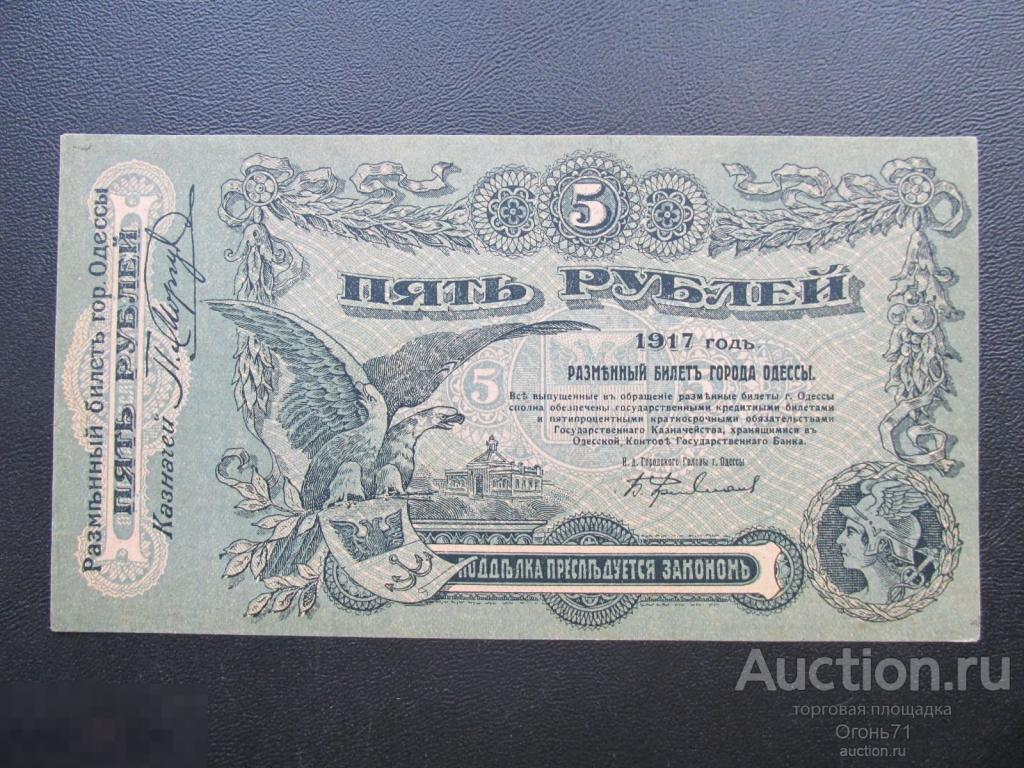 Размѣнный билетъ гор. Одессы
ПЯТЬ РУБЛЕЙ
Казначей
5
ПЯТЬ РУБЛЕЙ
1917 годъ.
РАЗМѢННЫЙ БИЛЕТЪ ГОРОДА ОДЕССЫ.
Всѣ выпущенные въ обращеніе размѣнные билеты г. Одессы
сполна обезпечены государственными кредитными билетами
и пятипроцентными краткосрочными обязательствами
Государственнаго Казначейства, хранящимися въ
Одесской Конторѣ Государственнаго Банка.
И. д. Городского Головы г. Одессы
5
5
ПОДДѢЛКА ПРЕСЛѢДУЕТСЯ ЗАКОНОМЪ
Auction.ru
торговая площадка
Огонь71
auction.ru